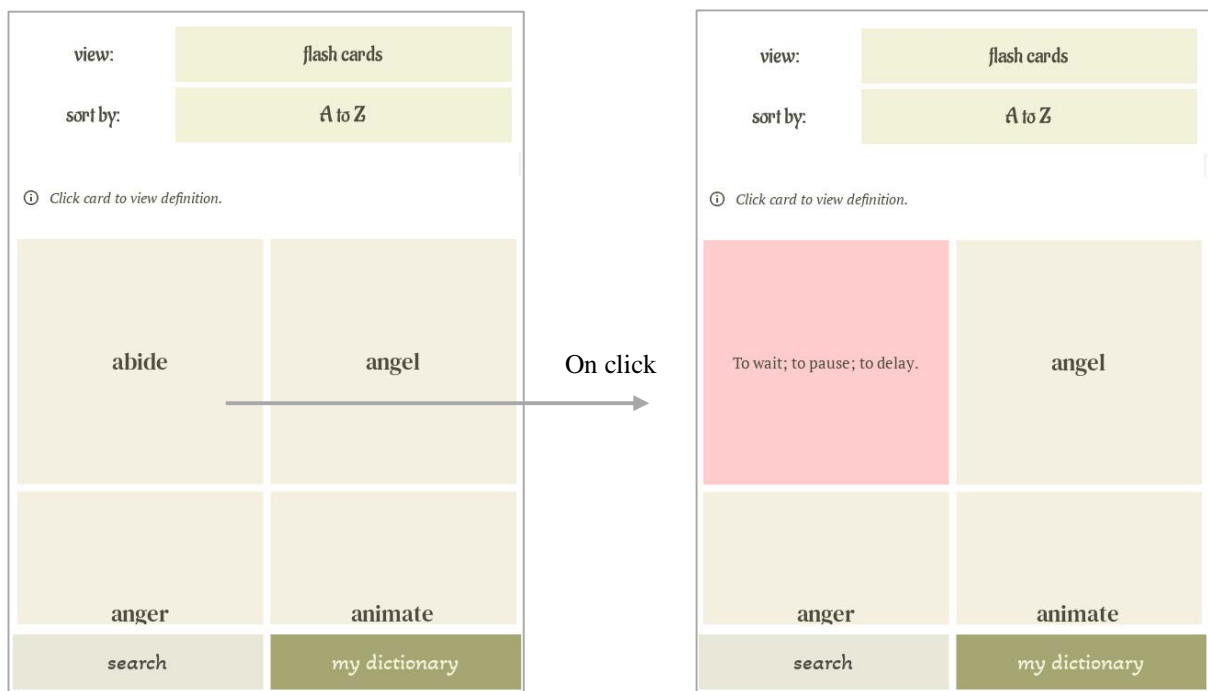 view: flash cards
sort by: A to Z
Click card to view definition.
abide angel
anger animate
search my dictionary
On click
view: flash cards
sort by: A to Z
Click card to view definition.
To wait; to pause; to delay. angel
anger animate
search my dictionary